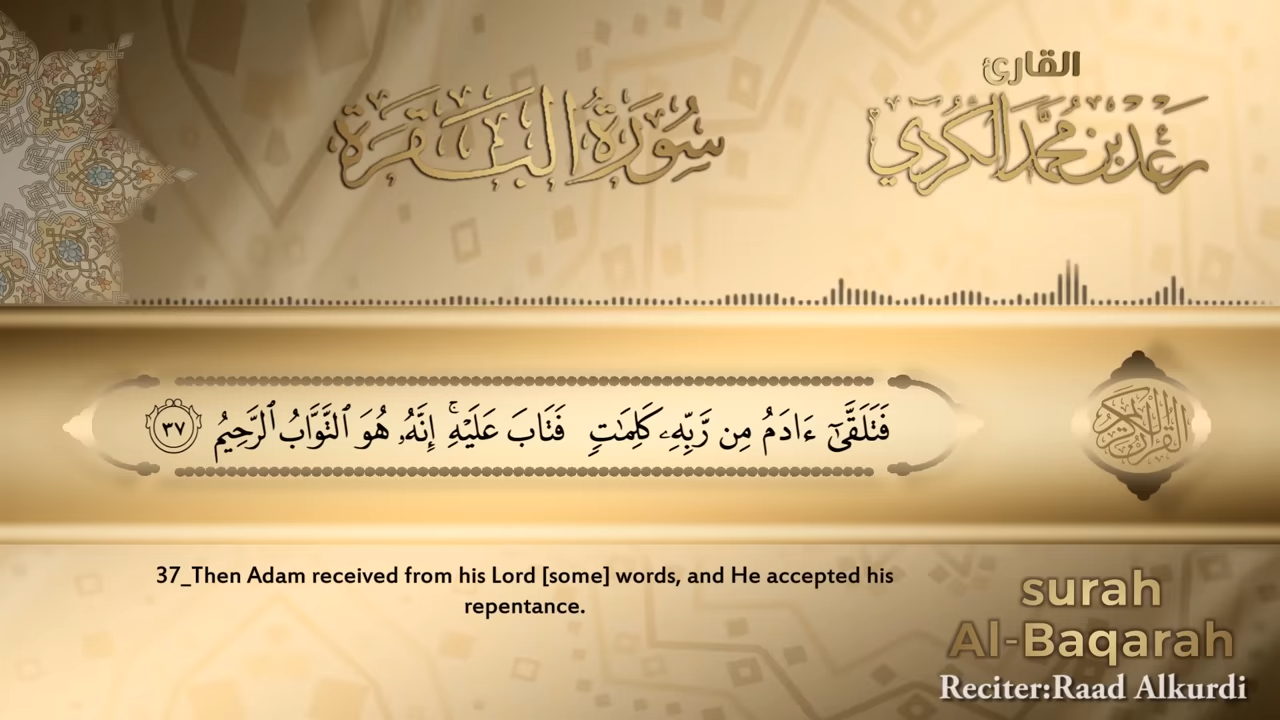 القارئ
رعد بن محمد الكردي
سُورَةُ الْبَقَرَةِ
فَتَلَقَّىٰٓ ءَادَمُ مِن رَّبِّهِۦ كَلِمَٰتٖ فَتَابَ عَلَيْهِۚ إِنَّهُۥ هُوَ ٱلتَّوَّابُ ٱلرَّحِيمُ ٣٧
القرآن الكريم
37_Then Adam received from his Lord [some] words, and He accepted his
repentance.
surah
Al-Baqarah
Reciter:Raad Alkurdi